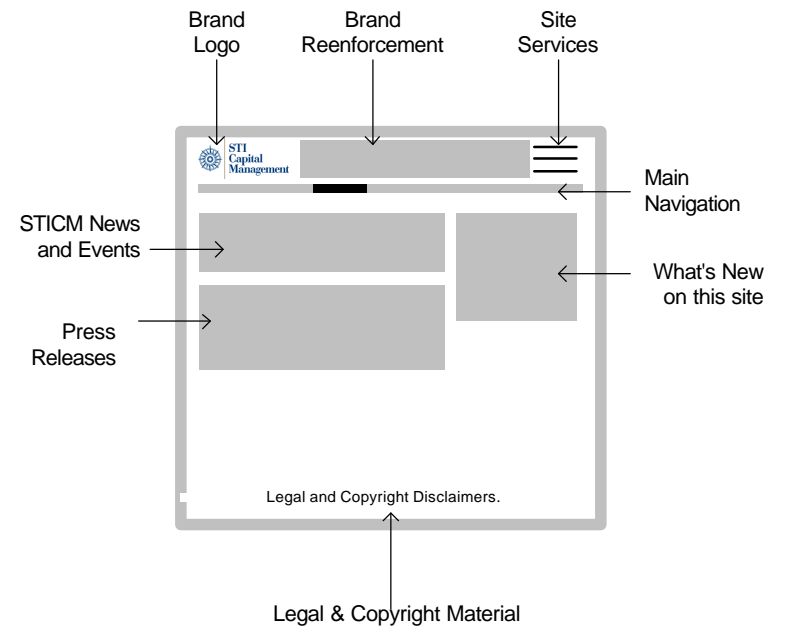 Brand
Logo
Brand
Reenforcement
Site
Services
STI
Capital
Management
Main
Navigation
STICM News
and Events
What's New
on this site
Press
Releases
Legal and Copyright Disclaimers.
Legal & Copyright Material